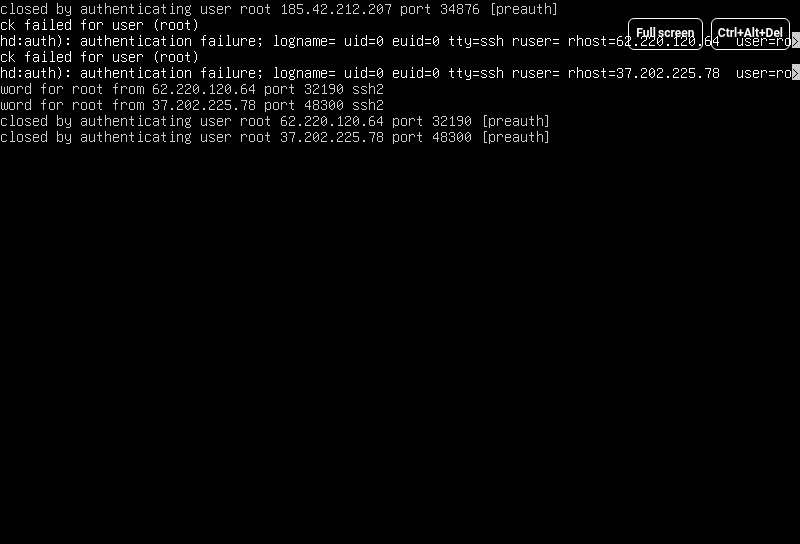 closed by authenticating user root 185.42.212.207 port 34876 [preauth]
ck failed for user (root)
Full screen
Ctrl+Alt+Del
hd:auth): authentication failure; logname= uid=0 euid=0 tty=ssh ruser= rhost=62.220.120.64  user=ro>
ck failed for user (root)
hd:auth): authentication failure; logname= uid=0 euid=0 tty=ssh ruser= rhost=37.202.225.78  user=ro>
word for root from 62.220.120.64 port 32190 ssh2
word for root from 37.202.225.78 port 48300 ssh2
closed by authenticating user root 62.220.120.64 port 32190 [preauth]
closed by authenticating user root 37.202.225.78 port 48300 [preauth]